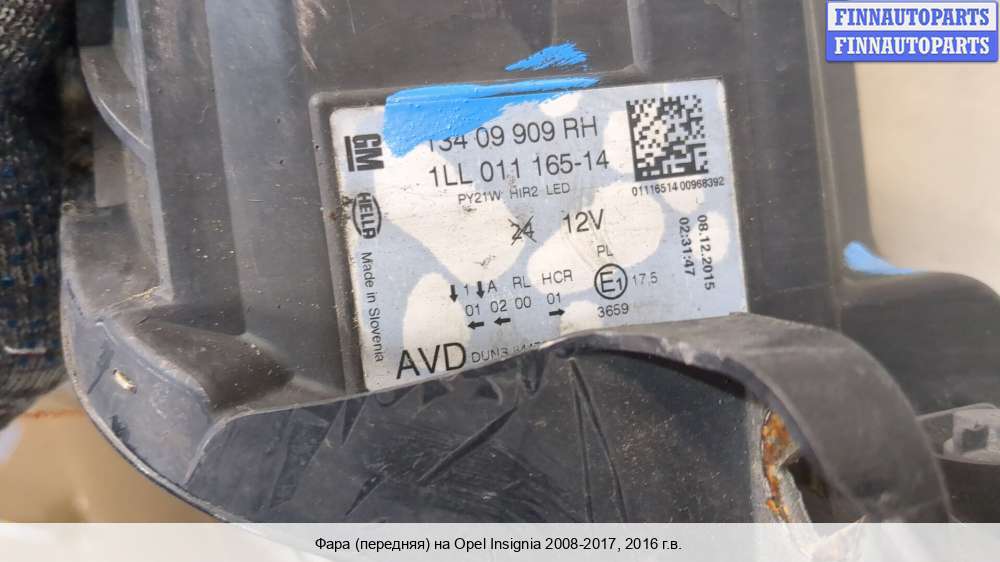 FINNAUTOPARTS
FINNAUTOPARTS
GM
134 09 909 RH
1LL 011 165-14
PY21W HIR2 LED
01116514 00968392
HELLA
Made in Slovenia
24 12V
08.12.2015
02:31:47
PL
1 A RL HCR
E1 17.5
01 02 00 01
3659
AVD
Фара (передняя) на Opel Insignia 2008-2017, 2016 г.в.